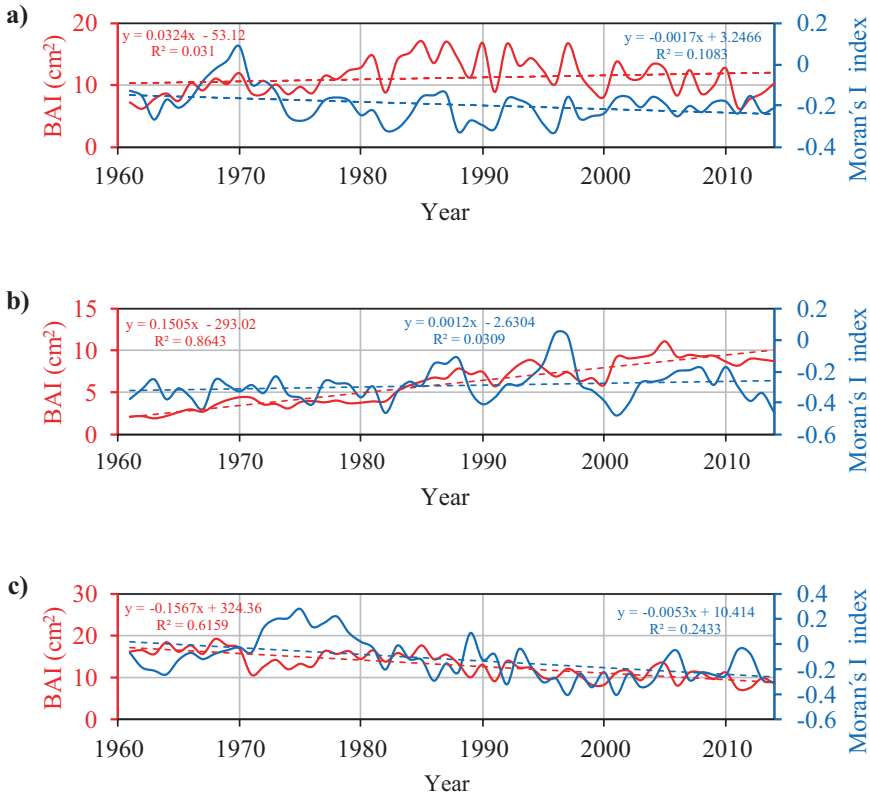 a)
y = 0.0324x - 53.12
R² = 0.031
y = -0.0017x + 3.2466
R² = 0.1083
BAI (cm²)
20
10
0
0.2
0
-0.2
-0.4
Moran´s I index
1960 1970 1980 1990 2000 2010
Year
b)
y = 0.1505x - 293.02
R² = 0.8643
y = 0.0012x - 2.6304
R² = 0.0309
BAI (cm²)
15
10
5
0
0.2
0
-0.2
-0.4
-0.6
Moran´s I index
1960 1970 1980 1990 2000 2010
Year
c)
y = -0.1567x + 324.36
R² = 0.6159
y = -0.0053x + 10.414
R² = 0.2433
BAI (cm²)
30
20
10
0
0.4
0.2
0
-0.2
-0.4
-0.6
Moran´s I index
1960 1970 1980 1990 2000 2010
Year